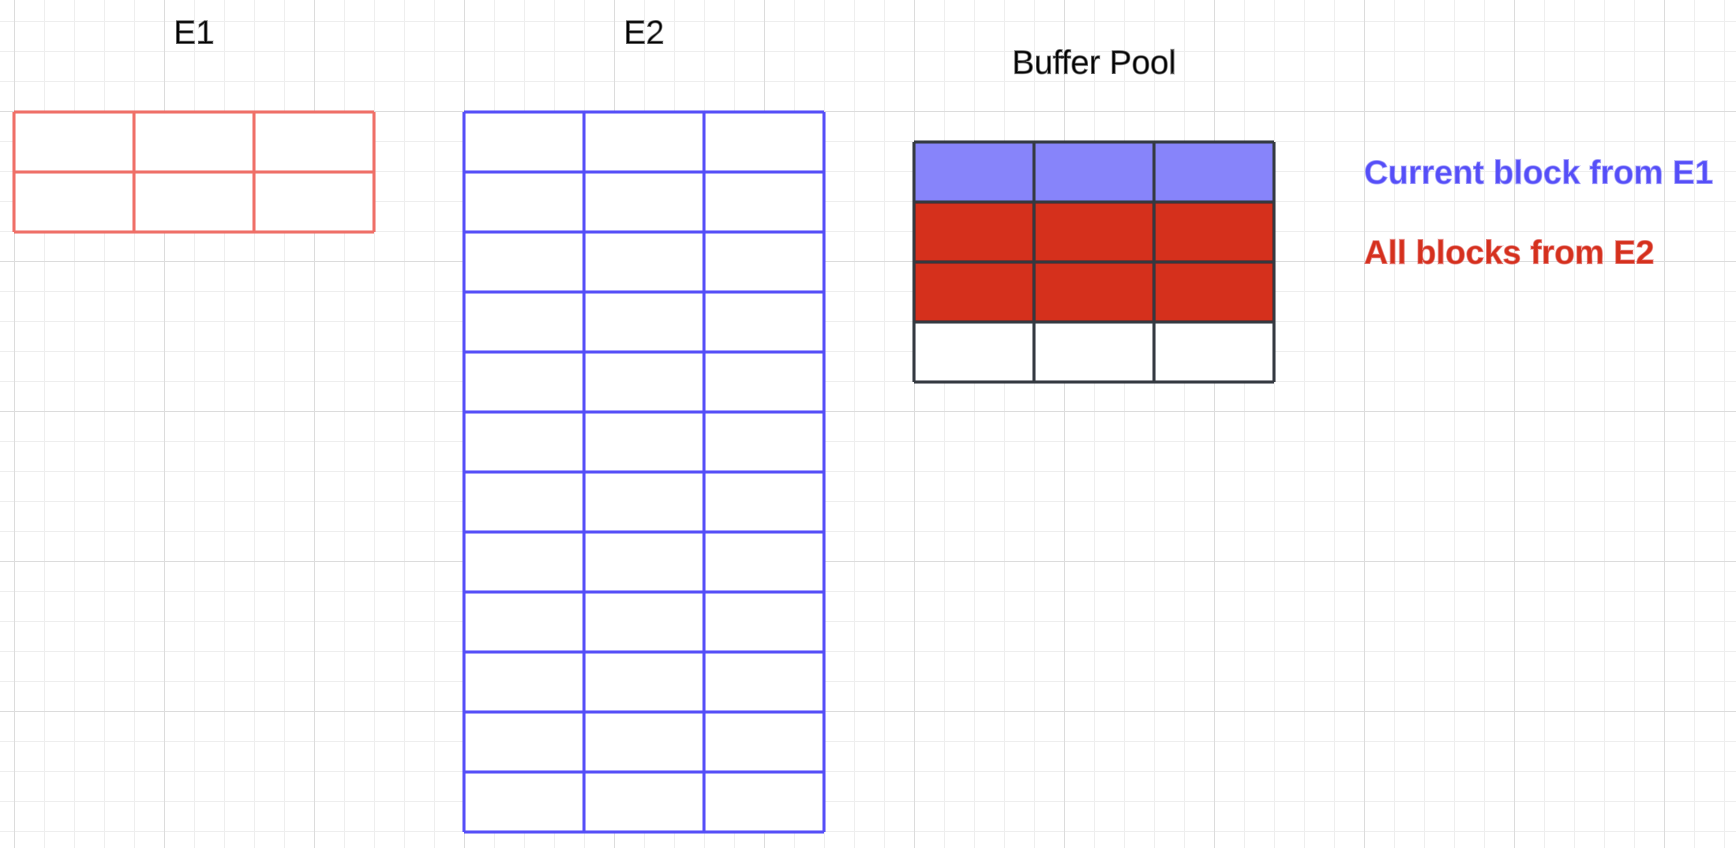 E1
E2
Buffer Pool
Current block from E1
All blocks from E2